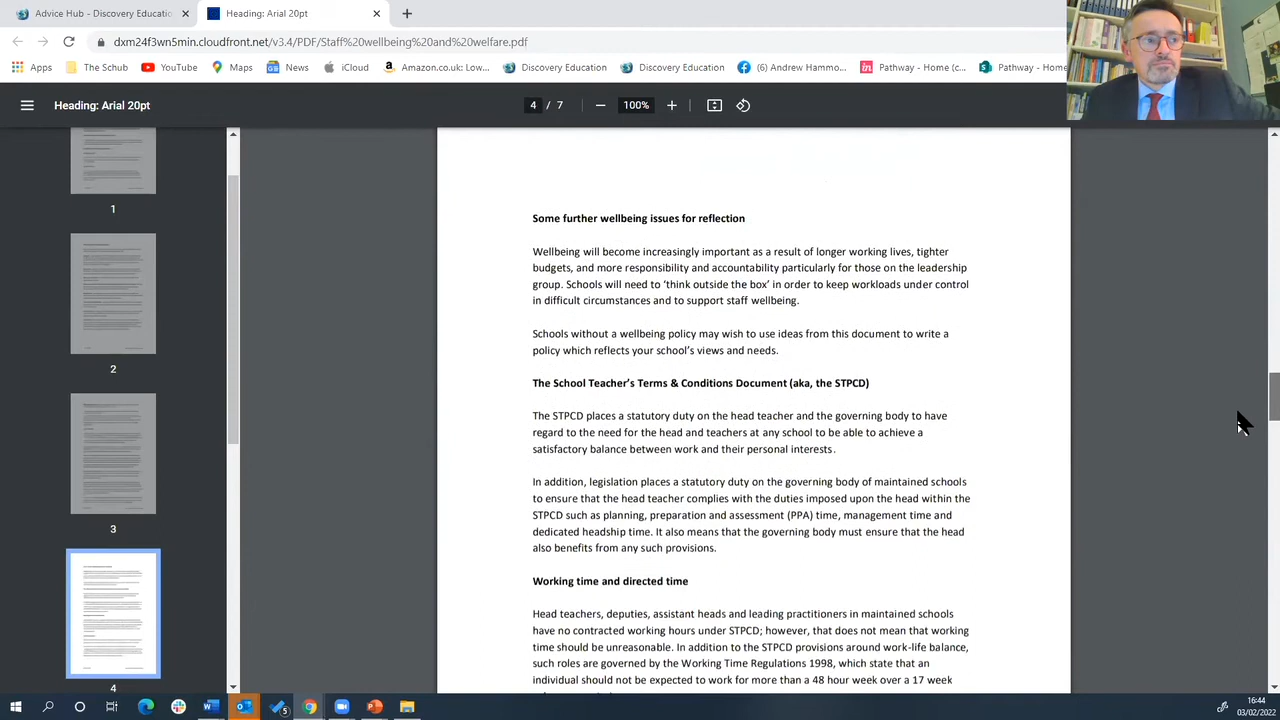 Advice Hub - Discovery Educatio
Heading: Arial 20pt
dxm24f3wn5min.cloudfront.net/v3.4/PDF/Staff%20wellbeing%20and%20welfare.pdf
Apps
The Schub
YouTube
Maps
News
iCloud
Amazon.co.uk...
Discovery Education
Discovery Education
(6) Andrew Hammo...
Pathway - Home (c...
Pathway - Home
Heading: Arial 20pt
4 / 7
100%
1
2
3
4
Some further wellbeing issues for reflection
Wellbeing will become increasingly important as a result of longer working lives, tighter
budgets, and more responsibility and accountability particularly for those on the leadership
group. Schools will need to ‘think outside the box’ in order to keep workloads under control
in difficult circumstances and to support staff wellbeing.
Schools without a wellbeing policy may wish to use ideas from this document to write a
policy which reflects your school’s views and needs.
The School Teacher’s Terms & Conditions Document (aka, the STPCD)
The STPCD places a statutory duty on the head teacher and the governing body to have
regard to the need for the head and teachers at any school to be able to achieve a
satisfactory balance between work and their personal interests.
In addition, legislation places a statutory duty on the governing body of maintained schools
to ensure that the head teacher complies with the duties imposed upon the head within the
STPCD such as planning, preparation and assessment (PPA) time, management time and
dedicated headship time. It also means that the governing body must ensure that the head
also benefits from any such provisions.
Working time and directed time
Head teachers, deputies, assistant heads and leading practitioners in maintained schools
have no contracted working hours under STPCD; however, that does not mean that working
time should be unreasonable. In addition to the STPCD provisions around work-life balance,
such roles are governed by the Working Time Regulations 1998, which state that an
individual should not be expected to work for more than a 48 hour week over a 17 week
16:44
03/02/2022